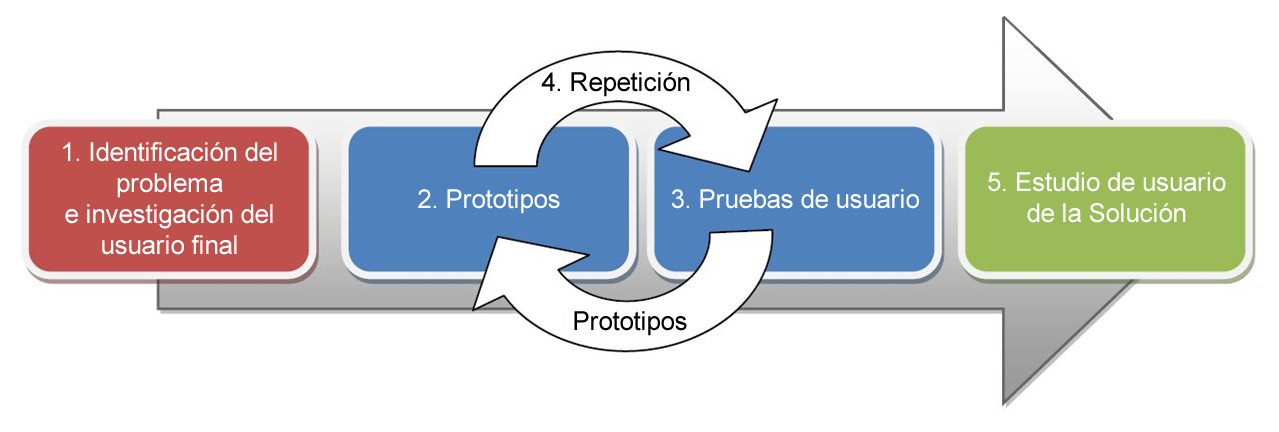 4. Repetición
1. Identificación del
problema
e investigación del
usuario final
2. Prototipos
3. Pruebas de usuario
5. Estudio de usuario
de la Solución
Prototipos